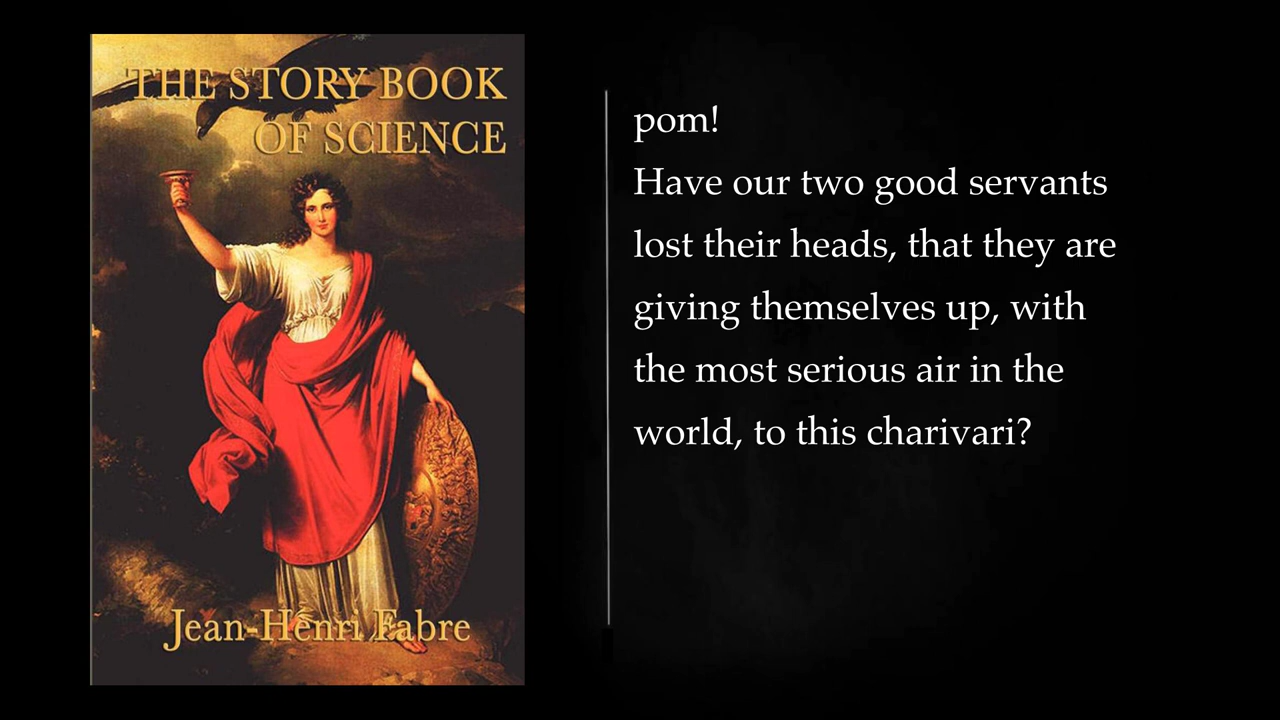 THE STORY BOOK
OF SCIENCE
Jean-Henri Fabre
pom!
Have our two good servants
lost their heads, that they are
giving themselves up, with
the most serious air in the
world, to this charivari?